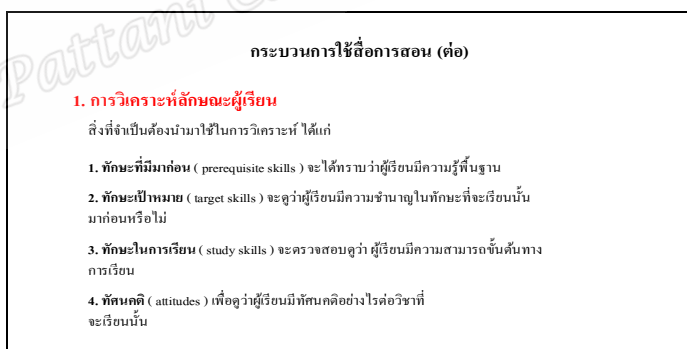 Pattani
กระบวนการใช้สื่อการสอน (ต่อ)
1. การวิเคราะห์ลักษณะผู้เรียน
สิ่งที่จำเป็นต้องนำมาใช้ในการวิเคราะห์ ได้แก่
1. ทักษะที่มีมาก่อน ( prerequisite skills ) จะได้ทราบว่าผู้เรียนมีความรู้พื้นฐาน
2. ทักษะเป้าหมาย ( target skills ) จะดูว่าผู้เรียนมีความชำนาญในทักษะที่จะเรียนนั้น
มาก่อนหรือไม่
3. ทักษะในการเรียน ( study skills ) จะตรวจสอบดูว่า ผู้เรียนมีความสามารถขั้นต้นทาง
การเรียน
4. ทัศนคติ ( attitudes ) เพื่อดูว่าผู้เรียนมีทัศนคติอย่างไรต่อวิชาที่
จะเรียนนั้น